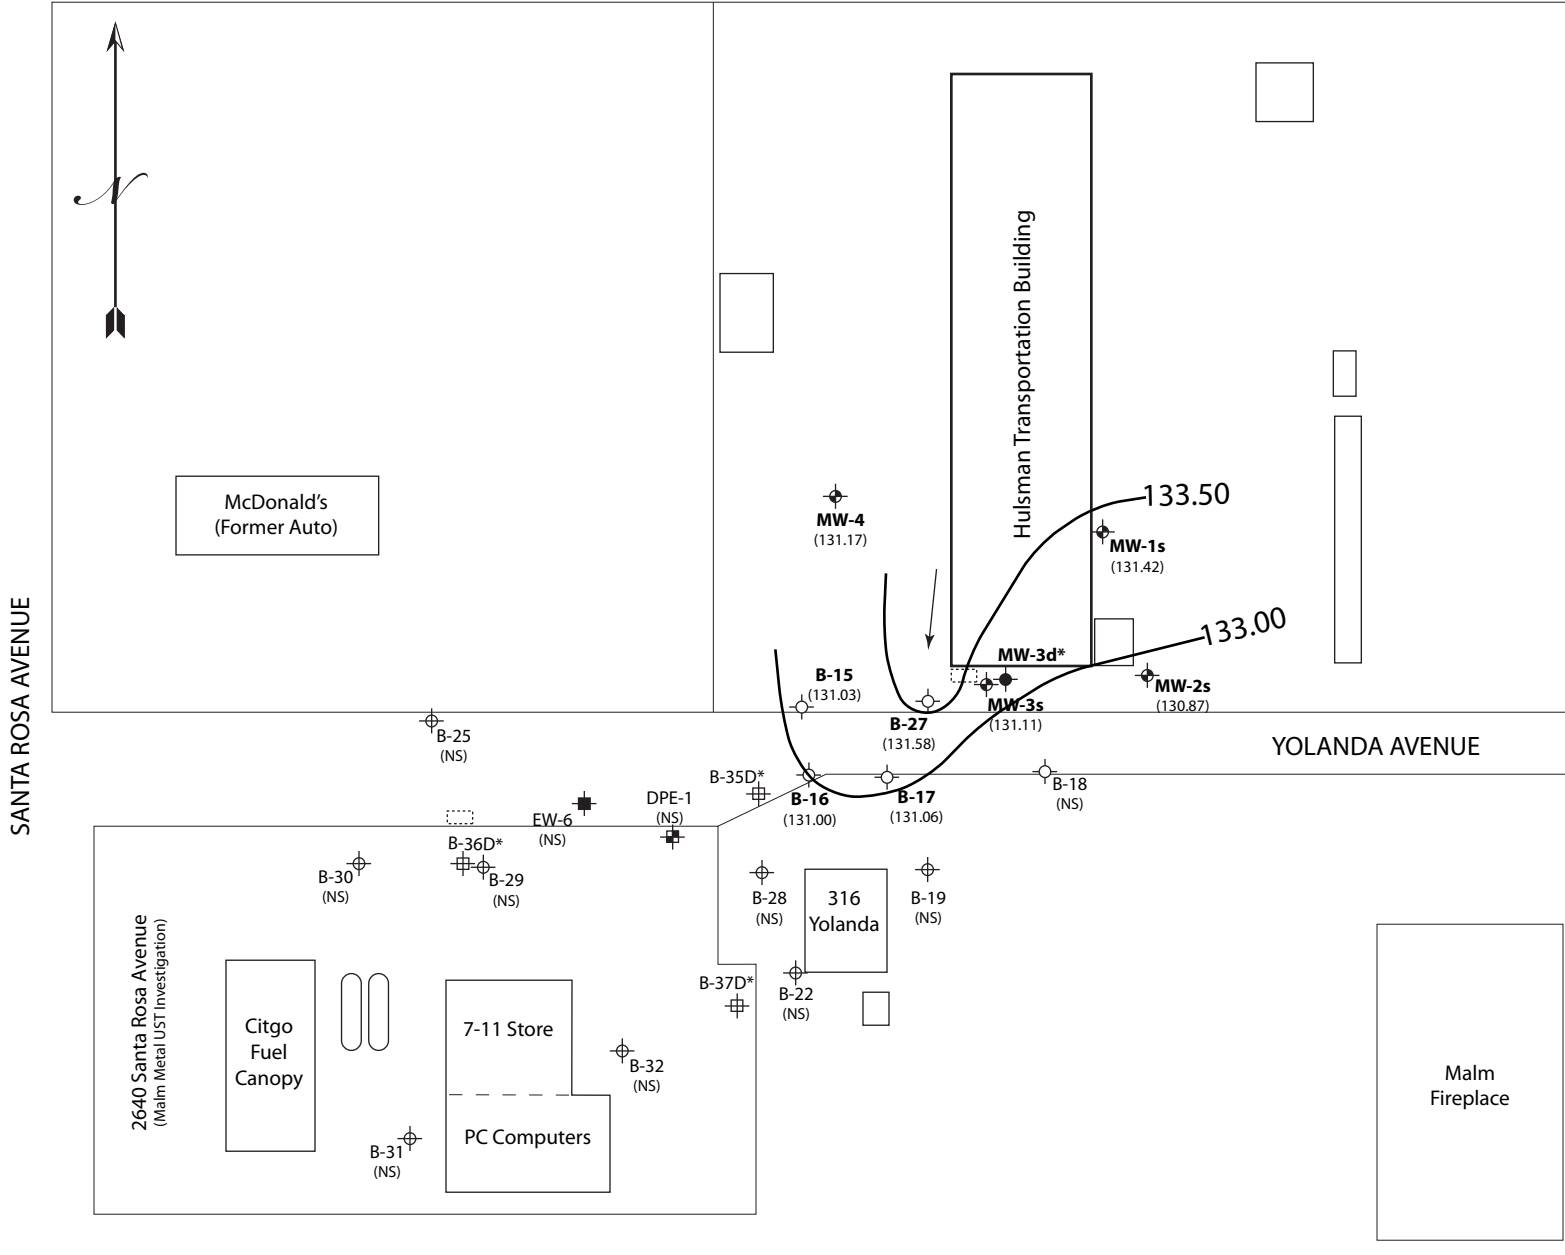 N
Hulsman Transportation Building
McDonald's
(Former Auto)
133.50
MW-4
(131.17)
MW-1s
(131.42)
133.00
SANTA ROSA AVENUE
MW-3d*
B-15
(131.03)
MW-2s
(130.87)
MW-3s
(131.11)
B-27
(131.58)
B-25
(NS)
YOLANDA AVENUE
B-35D*
B-18
(NS)
DPE-1
(NS)
B-16
(131.00)
B-17
(131.06)
EW-6
(NS)
B-36D*
B-30
(NS)
B-29
(NS)
B-28
(NS)
316
Yolanda
B-19
(NS)
2640 Santa Rosa Avenue
(Malm Metal UST Investigation)
B-37D*
B-22
(NS)
Citgo
Fuel
Canopy
7-11 Store
B-32
(NS)
Malm
Fireplace
PC Computers
B-31
(NS)